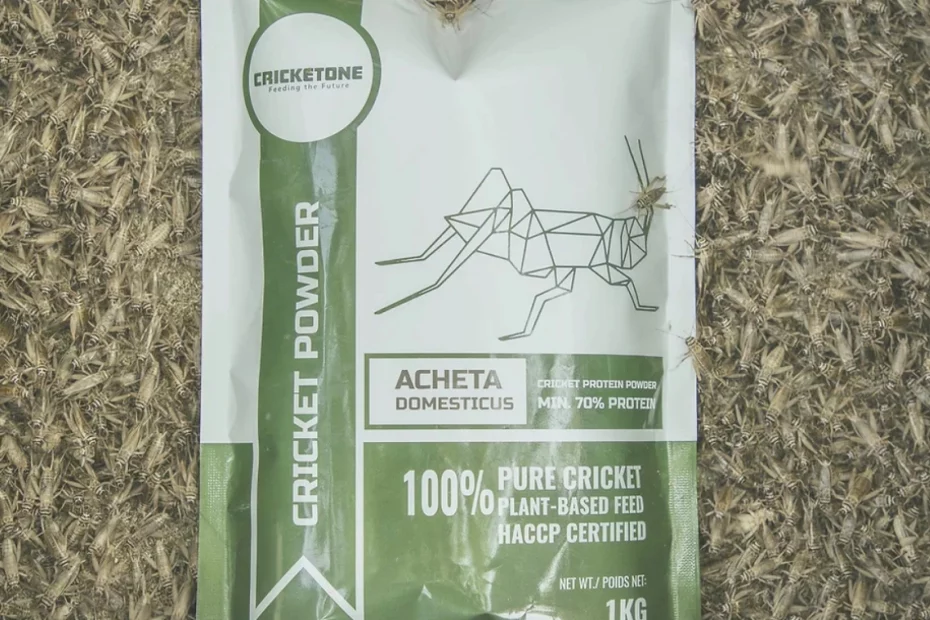 CRICKETONE
Feeding the Future
CRICKET POWDER
ACHETA
DOMESTICUS
CRICKET PROTEIN POWDER
MIN. 70% PROTEIN
100%
PURE CRICKET
PLANT-BASED FEED
HACCP CERTIFIED
NET WT./ POIDS NET:
1KG